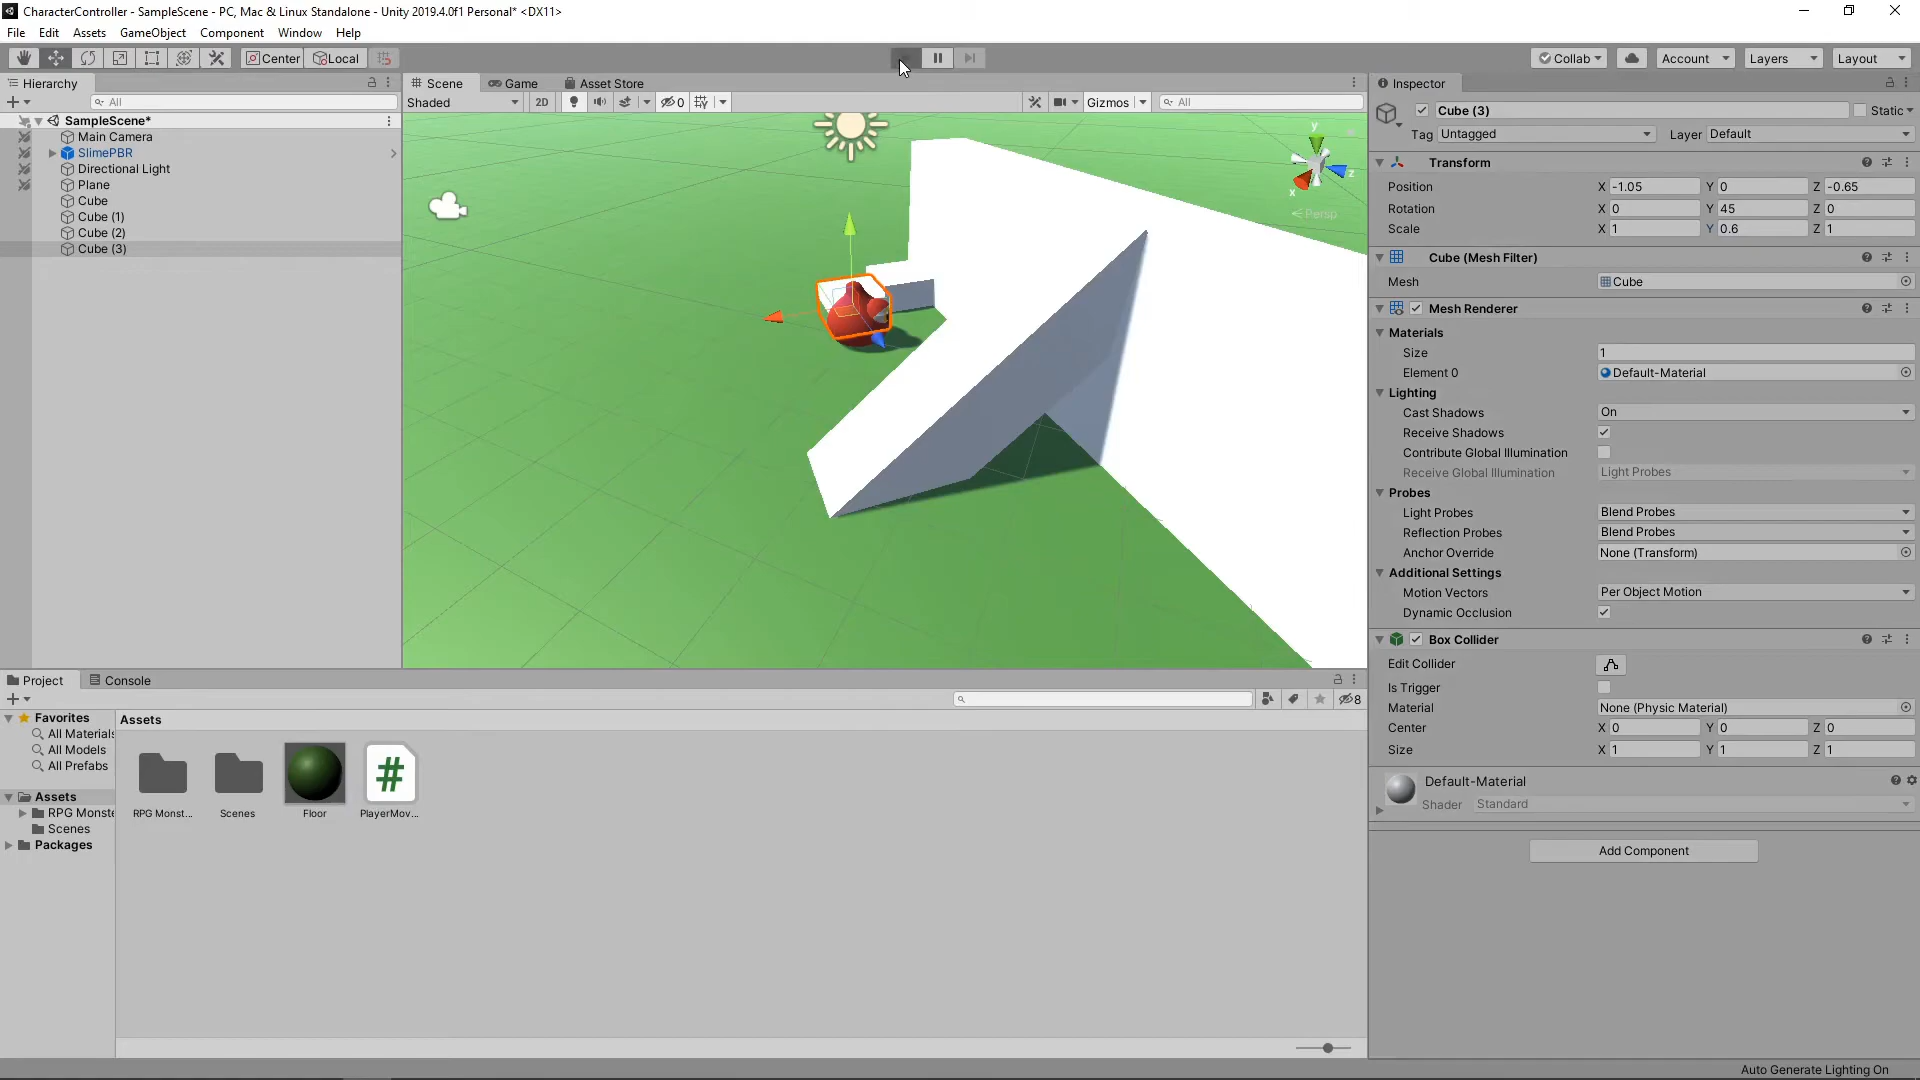 CharacterController - SampleScene - PC, Mac & Linux Standalone - Unity 2019.4.0f1 Personal* <DX11>
File Edit Assets GameObject Component Window Help
Center Local Collab Account Layers Layout
Hierarchy
All
SampleScene*
Main Camera
SlimePBR
Directional Light
Plane
Cube
Cube (1)
Cube (2)
Cube (3)
Scene Game Asset Store
Shaded 2D 0 Gizmos All
y
z
x
Persp
Inspector
Cube (3) Static
Tag Untagged Layer Default
Transform
Position X -1.05 Y 0 Z -0.65
Rotation X 0 Y 45 Z 0
Scale X 1 Y 0.6 Z 1
Cube (Mesh Filter)
Mesh Cube
Mesh Renderer
Materials
Size 1
Element 0 Default-Material
Lighting
Cast Shadows On
Receive Shadows
Contribute Global Illumination
Receive Global Illumination Light Probes
Probes
Light Probes Blend Probes
Reflection Probes Blend Probes
Anchor Override None (Transform)
Additional Settings
Motion Vectors Per Object Motion
Dynamic Occlusion
Box Collider
Edit Collider
Is Trigger
Material None (Physic Material)
Center X 0 Y 0 Z 0
Size X 1 Y 1 Z 1
Default-Material
Shader Standard
Add Component
Project Console
8
Favorites
All Materials
All Models
All Prefabs
Assets
RPG Monste
Scenes
Packages
Assets
RPG Monst...
Scenes
Floor
#
PlayerMov...
Auto Generate Lighting On